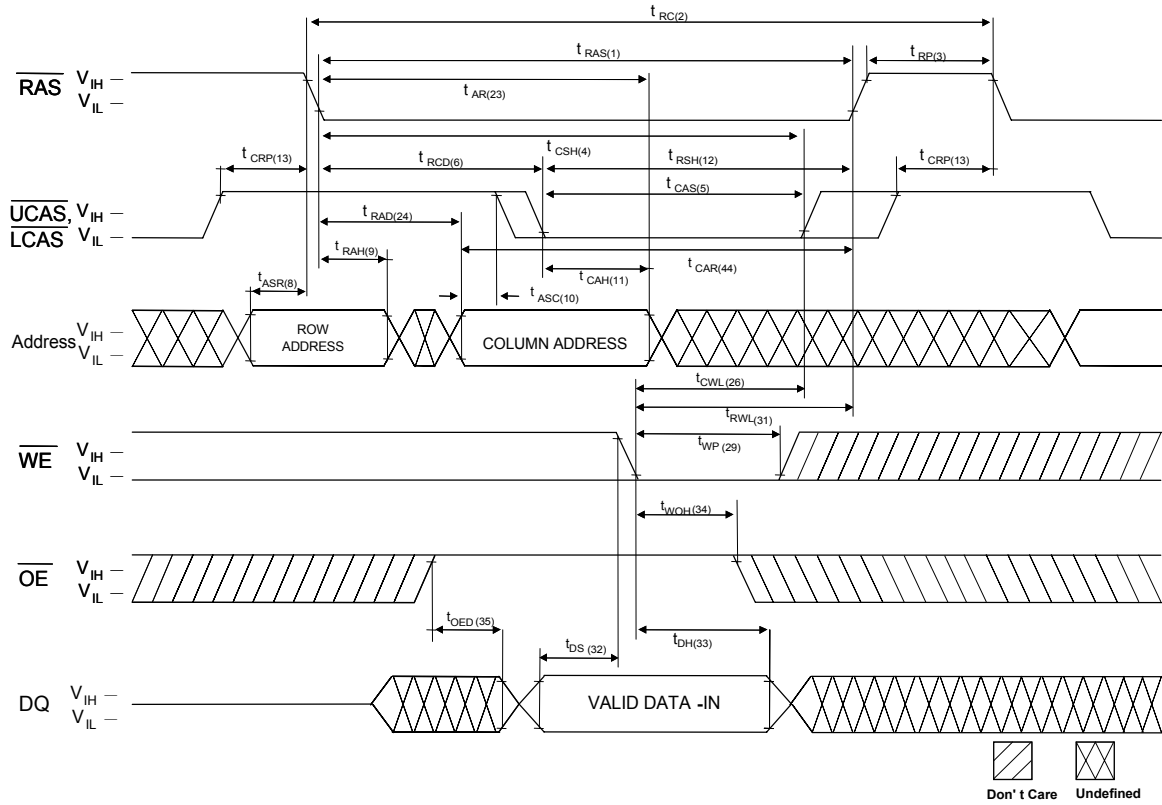 t RC(2)
t RAS(1)
t RP(3)
RAS V IH
V IL
t AR(23)
t CRP(13)
t RCD(6)
t CSH(4)
t RSH(12)
t CRP(13)
t CAS(5)
UCAS, V IH
LCAS V IL
t RAD(24)
t RAH(9)
t CAR(44)
t ASR(8)
t CAH(11)
t ASC(10)
Address V IH
V IL
ROW
ADDRESS
COLUMN ADDRESS
t CWL(26)
t RWL(31)
t WP(29)
WE V IH
V IL
t WOH(34)
OE V IH
V IL
t OED(35)
t DS(32)
t DH(33)
DQ V IH
V IL
VALID DATA -IN
Don' t Care
Undefined